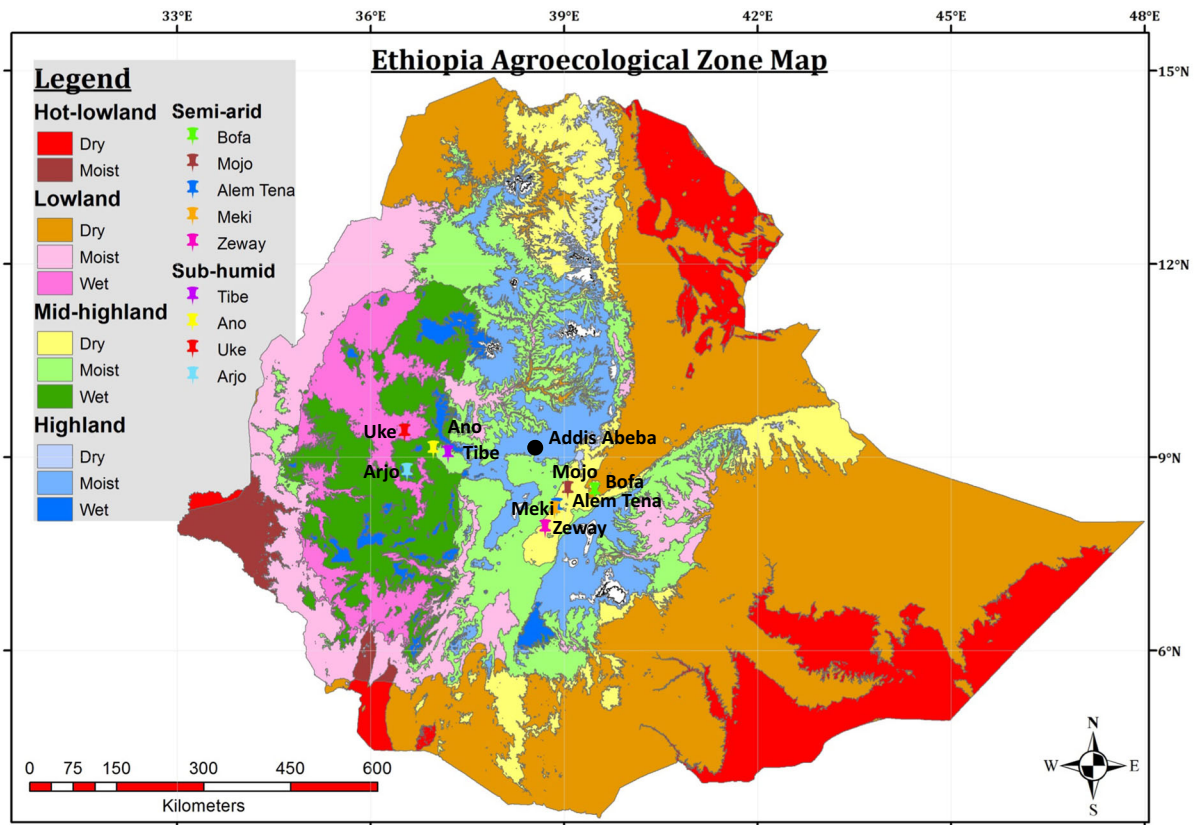 33°E 36°E 39°E 42°E 45°E 48°E
Ethiopia Agroecological Zone Map
15°N
12°N
9°N
6°N
Legend
Hot-lowland
Dry
Moist
Lowland
Dry
Moist
Wet
Mid-highland
Dry
Moist
Wet
Highland
Dry
Moist
Wet
Semi-arid
Bofa
Mojo
Alem Tena
Meki
Zeway
Sub-humid
Tibe
Ano
Uke
Arjo
Uke
Ano
Tibe
Arjo
Addis Abeba
Mojo
Bofa
Alem Tena
Meki
Zeway
0 75 150 300 450 600
Kilometers
N
W E
S